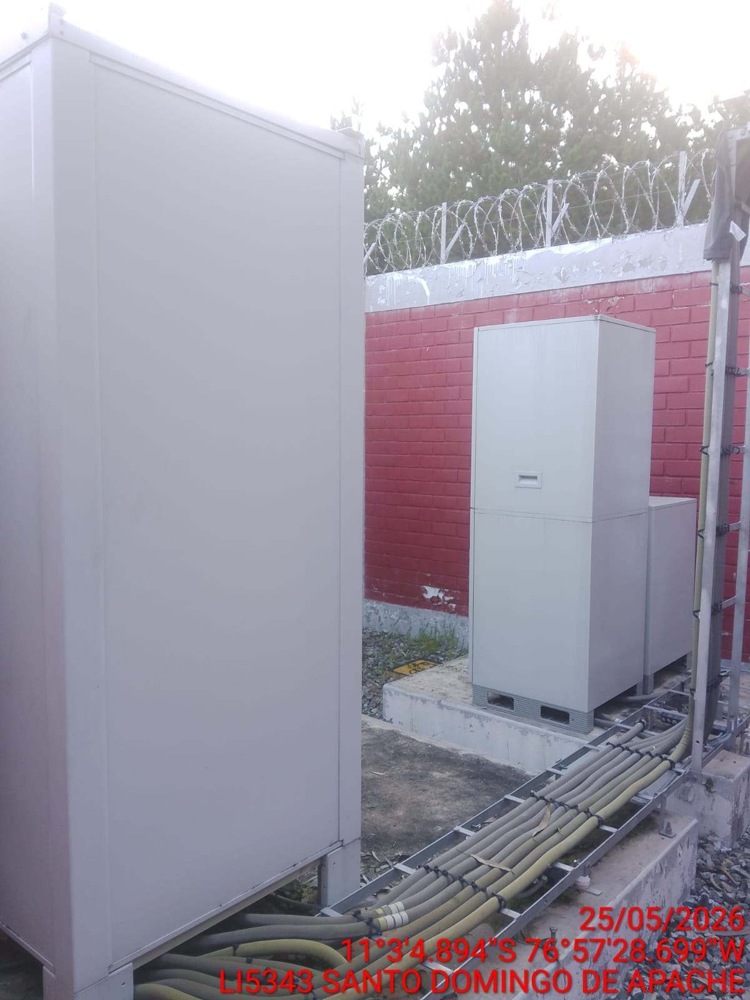 25/05/2026
11°3'4.894"S 76°57'28.699"W
LI5343 SANTO DOMINGO DE APACHE